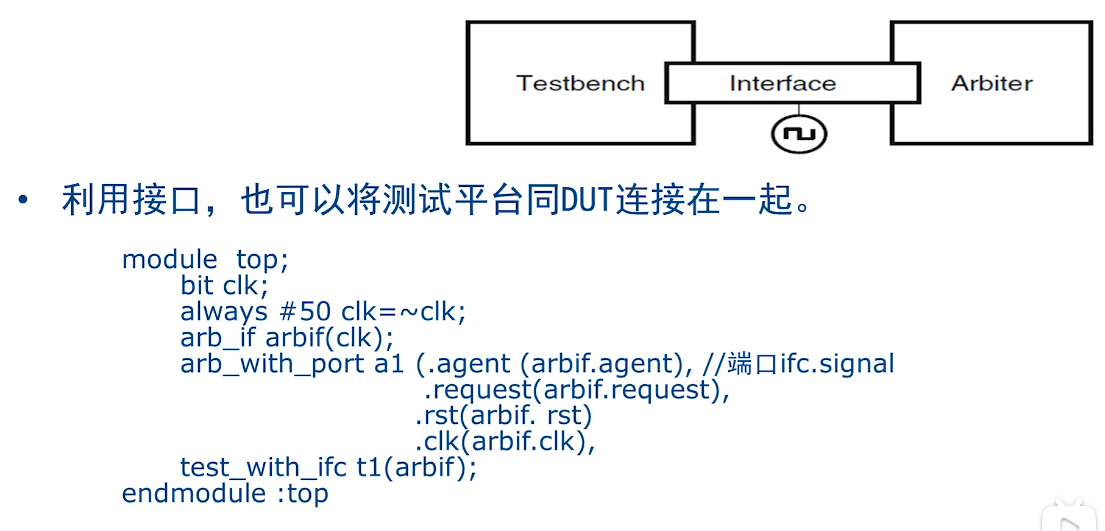 Testbench Interface Arbiter
• 利用接口，也可以将测试平台同DUT连接在一起。
module top;
bit clk;
always #50 clk=~clk;
arb_if arbif(clk);
arb_with_port a1 (.agent (arbif.agent), //端口ifc.signal
.request(arbif.request),
.rst(arbif. rst)
.clk(arbif.clk),
test_with_ifc t1(arbif);
endmodule :top